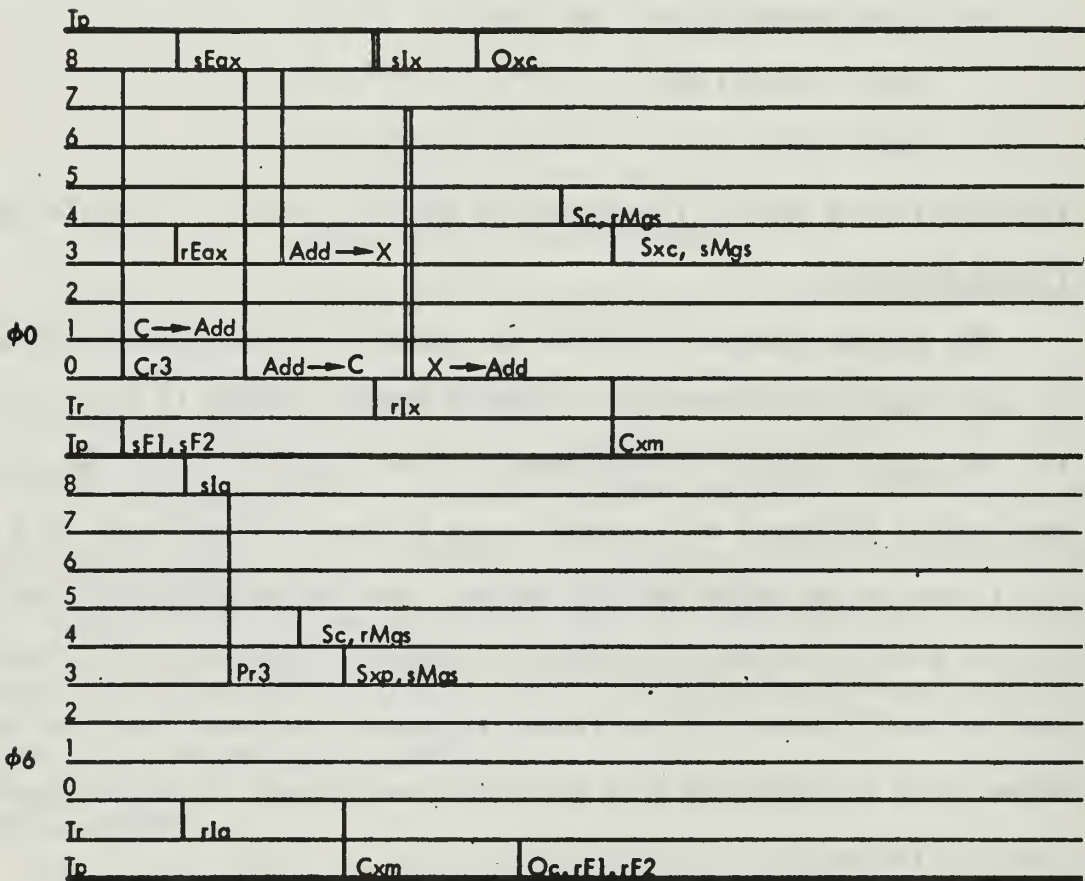 Tp
8 sEax sIx Oxc
7
6
5
4 Sc, rMgs
3 rEax Add → X Sxc, sMgs
2
φ0 1 C → Add
0 Cr3 Add → C X → Add
Tr rIx
Tp sF1, sF2 Cxm
8 sIa
7
6
5
4 Sc, rMgs
3 Pr3 Sxp, sMgs
2
φ6 1
0
Tr rIa
Tp Cxm Oc, rF1, rF2